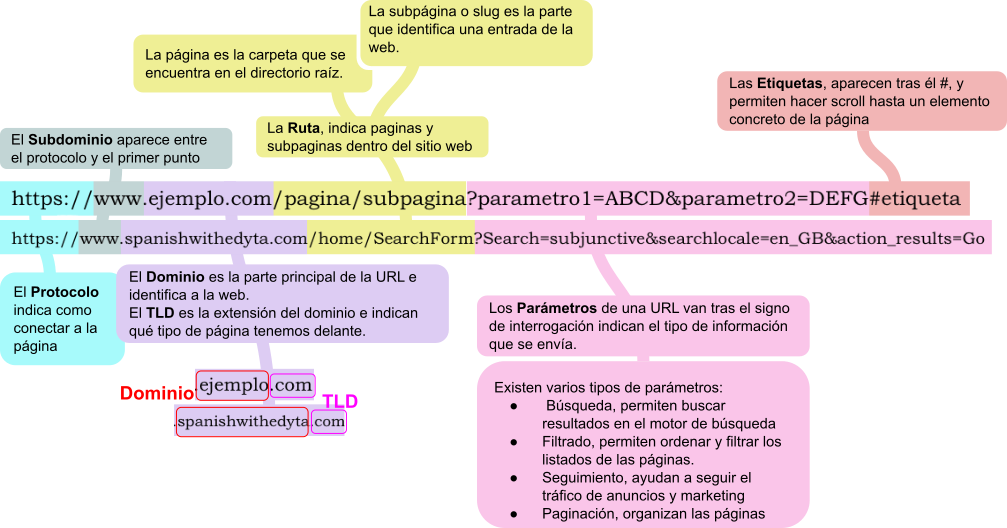 La subpágina o slug es la parte
que identifica una entrada de la
web.
La página es la carpeta que se
encuentra en el directorio raíz.
Las Etiquetas, aparecen tras él #, y
permiten hacer scroll hasta un elemento
concreto de la página
La Ruta, indica paginas y
subpaginas dentro del sitio web
El Subdominio aparece entre
el protocolo y el primer punto
https://www.ejemplo.com/pagina/subpagina?parametro1=ABCD&parametro2=DEFG#etiqueta
https://www.spanishwithedyta.com/home/SearchForm?Search=subjunctive&searchlocale=en_GB&action_results=Go
El Protocolo
indica como
conectar a la
página
El Dominio es la parte principal de la URL e
identifica a la web.
El TLD es la extensión del dominio e indican
qué tipo de página tenemos delante.
Los Parámetros de una URL van tras el signo
de interrogación indican el tipo de información
que se envía.
Dominio
.ejemplo.com
TLD
.spanishwithedyta.com
Existen varios tipos de parámetros:
● Búsqueda, permiten buscar
resultados en el motor de búsqueda
● Filtrado, permiten ordenar y filtrar los
listados de las páginas.
● Seguimiento, ayudan a seguir el
tráfico de anuncios y marketing
● Paginación, organizan las páginas